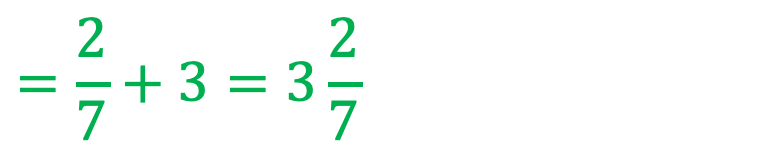 = 2/7 + 3 = 3 2/7